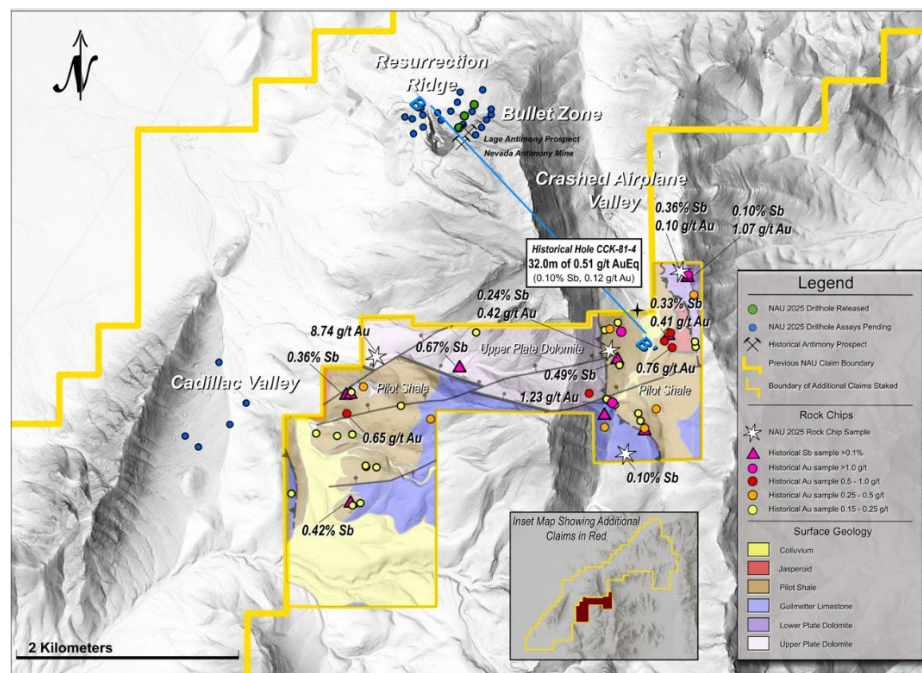 N
Resurrection
Ridge
B
Bullet Zone
Lage Antimony Prospect
Nevada Antimony Mine
Crashed Airplane
Valley
0.36% Sb
0.10 g/t Au
0.10% Sb
1.07 g/t Au
Historical Hole CCK-81-4
32.0m of 0.51 g/t AuEq
(0.10% Sb, 0.12 g/t Au)
0.24% Sb
0.42 g/t Au
0.33% Sb
0.41 g/t Au
B'
8.74 g/t Au
0.36% Sb
0.67% Sb
Upper Plate Dolomite
0.76 g/t Au
Cadillac Valley
Pilot Shale
0.49% Sb
Pilot Shale
1.23 g/t Au
0.65 g/t Au
0.10% Sb
0.42% Sb
Inset Map Showing Additional
Claims in Red
2 Kilometers
Legend
NAU 2025 Drillhole Released
NAU 2025 Drillhole Assays Pending
Historical Antimony Prospect
Previous NAU Claim Boundary
Boundary of Additional Claims Staked
Rock Chips
NAU 2025 Rock Chip Sample
Historical Sb sample >0.1%
Historical Au sample >1.0 g/t
Historical Au sample 0.5 - 1.0 g/t
Historical Au sample 0.25 - 0.5 g/t
Historical Au sample 0.15 - 0.25 g/t
Surface Geology
Colluvium
Jasperoid
Pilot Shale
Guilmetter Limestone
Lower Plate Dolomite
Upper Plate Dolomite